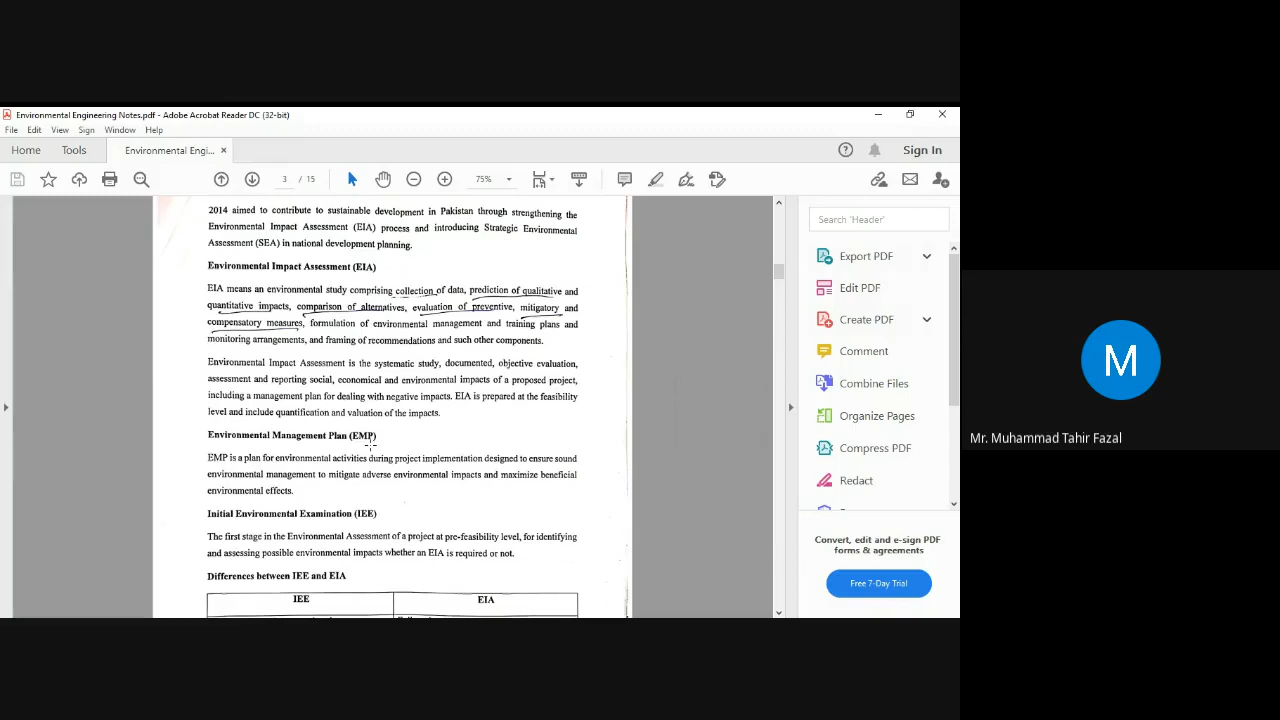 Environmental Engineering Notes.pdf - Adobe Acrobat Reader DC (32-bit)
File Edit View Sign Window Help
Home Tools Environmental Engi... × Sign In
3 / 15 75%
2014 aimed to contribute to sustainable development in Pakistan through strengthening the
Environmental Impact Assessment (EIA) process and introducing Strategic Environmental
Assessment (SEA) in national development planning.
Environmental Impact Assessment (EIA)
EIA means an environmental study comprising collection of data, prediction of qualitative and
quantitative impacts, comparison of alternatives, evaluation of preventive, mitigatory and
compensatory measures, formulation of environmental management and training plans and
monitoring arrangements, and framing of recommendations and such other components.
Environmental Impact Assessment is the systematic study, documented, objective evaluation,
assessment and reporting social, economical and environmental impacts of a proposed project,
including a management plan for dealing with negative impacts. EIA is prepared at the feasibility
level and include quantification and valuation of the impacts.
Environmental Management Plan (EMP)
EMP is a plan for environmental activities during project implementation designed to ensure sound
environmental management to mitigate adverse environmental impacts and maximize beneficial
environmental effects.
Initial Environmental Examination (IEE)
The first stage in the Environmental Assessment of a project at pre-feasibility level, for identifying
and assessing possible environmental impacts whether an EIA is required or not.
Differences between IEE and EIA
IEE EIA
Search 'Header'
Export PDF
Edit PDF
Create PDF
Comment
Combine Files
Organize Pages
Compress PDF
Redact
Convert, edit and e-sign PDF
forms & agreements
Free 7-Day Trial
M
Mr. Muhammad Tahir Fazal